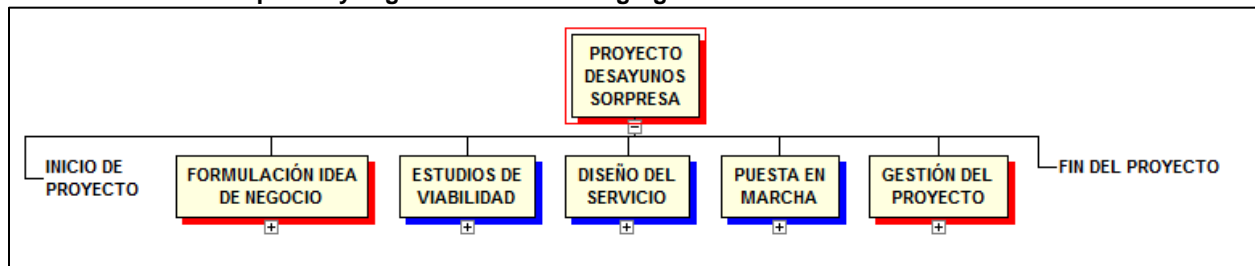 PROYECTO
DESAYUNOS
SORPRESA
INICIO DE
PROYECTO
FORMULACIÓN IDEA
DE NEGOCIO
ESTUDIOS DE
VIABILIDAD
DISEÑO DEL
SERVICIO
PUESTA EN
MARCHA
GESTIÓN DEL
PROYECTO
FIN DEL PROYECTO